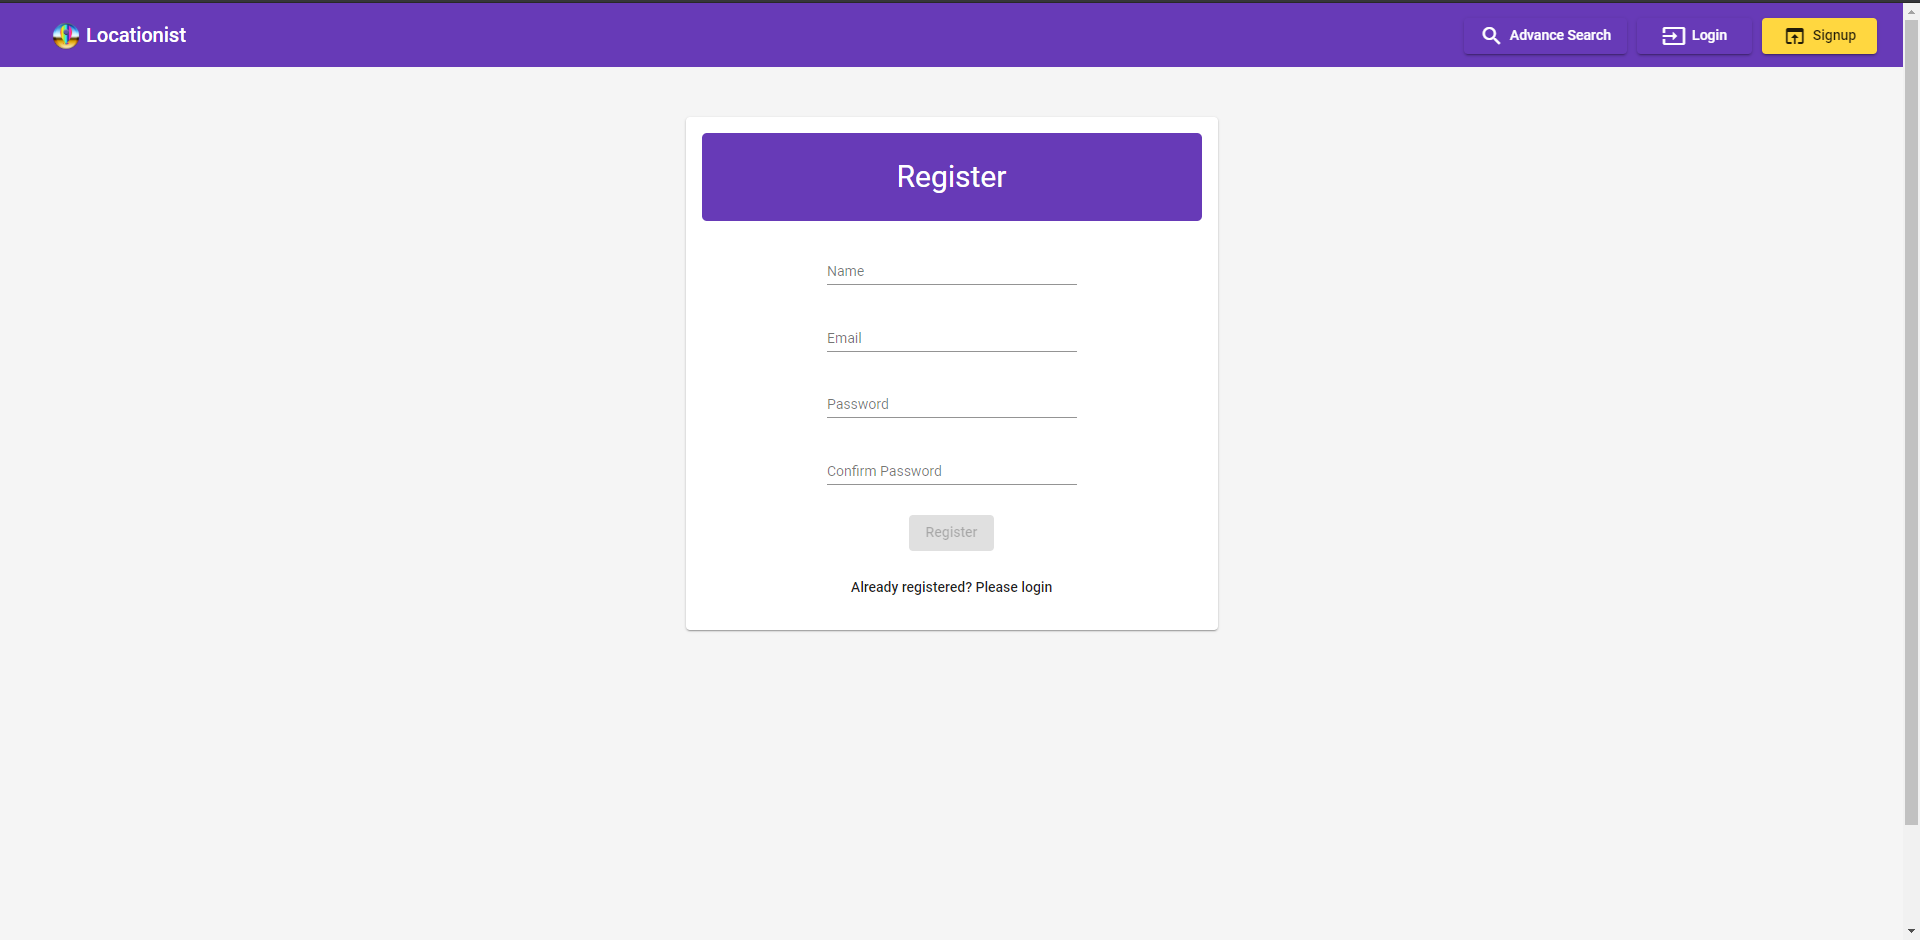 Locationist
Advance Search
Login
Signup
Register
Name
Email
Password
Confirm Password
Register
Already registered? Please login